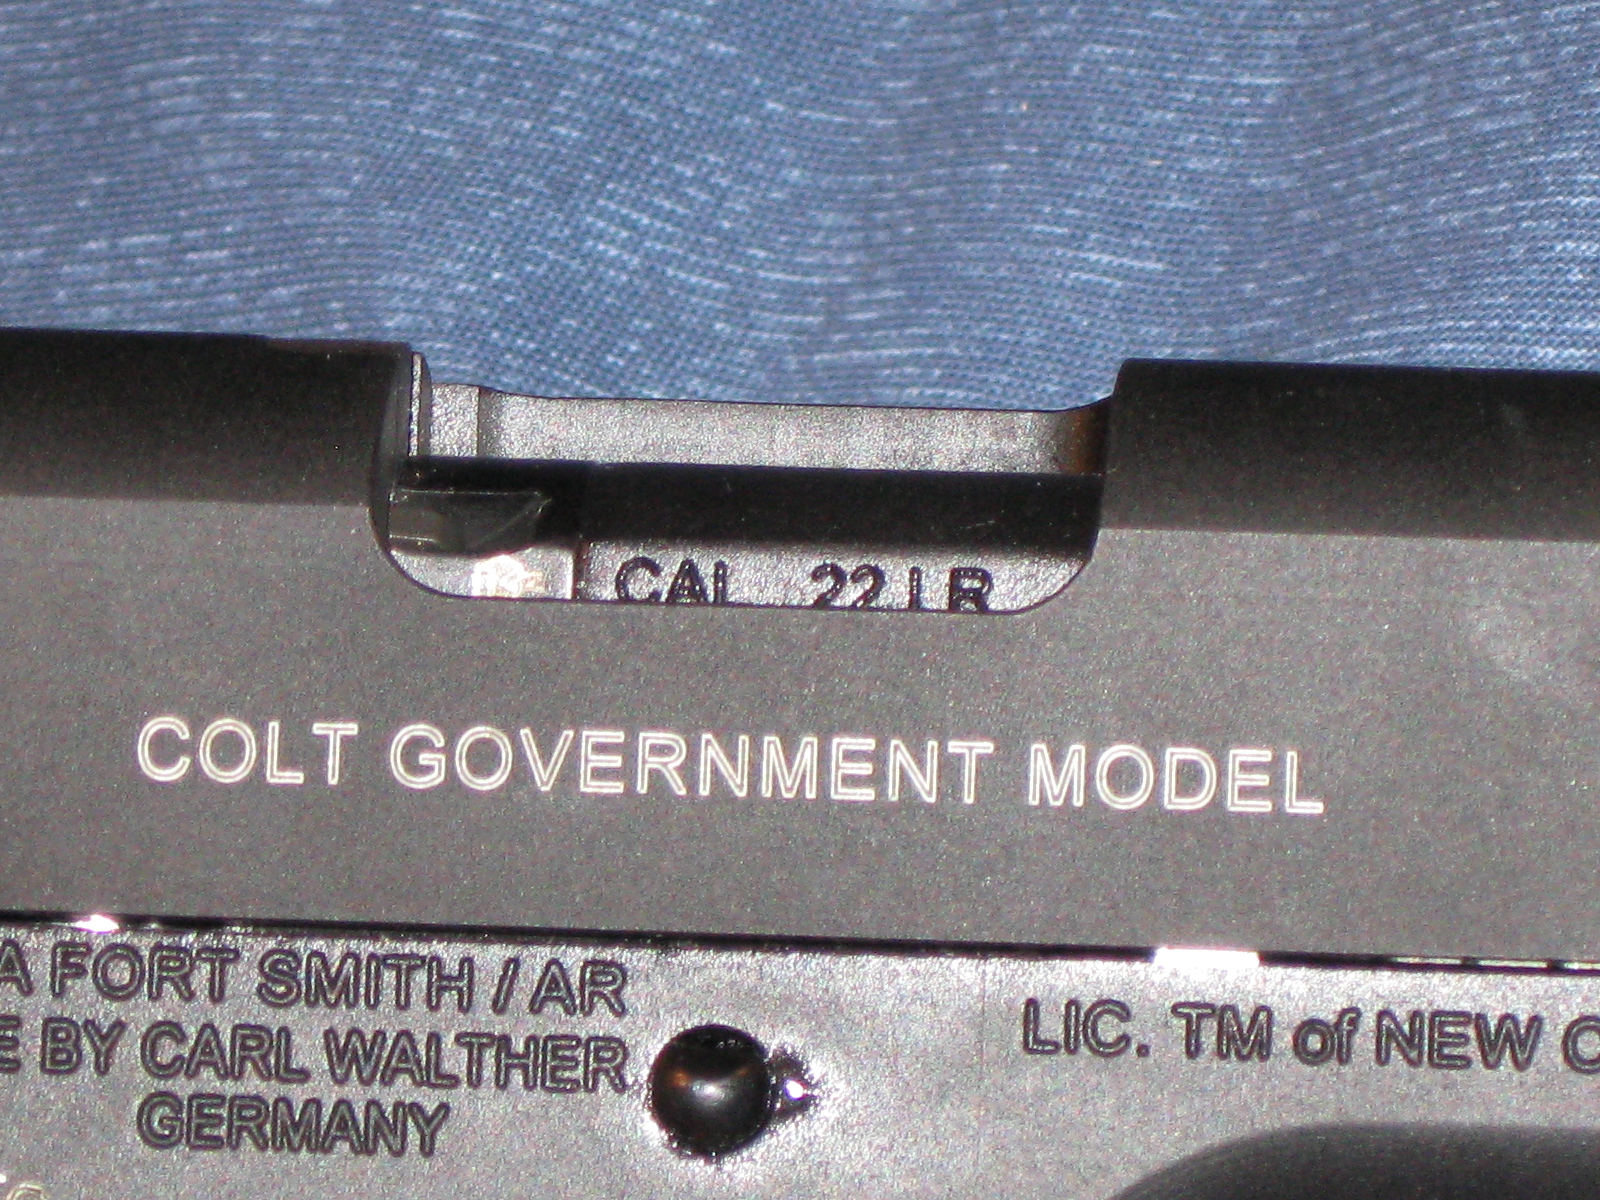 CAL .22 LR
COLT GOVERNMENT MODEL
A FORT SMITH / AR
BY CARL WALTHER
GERMANY
LIC. TM of NEW